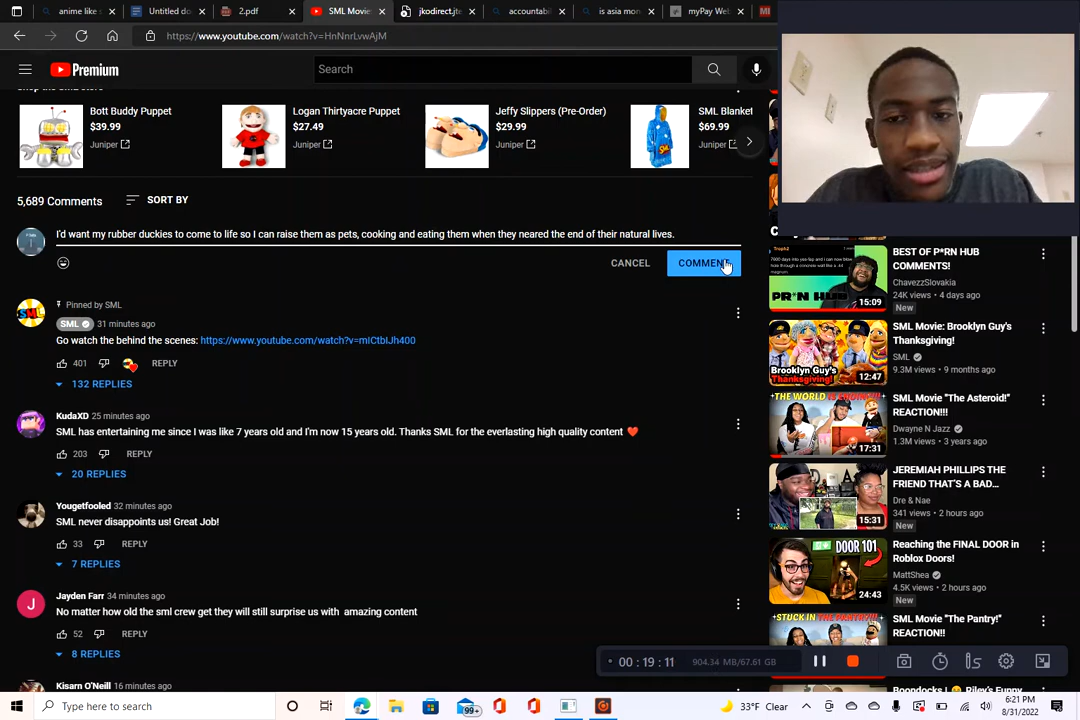 anime like s
Untitled do
2.pdf
SML Movie
jkodirect.jte
accountabil
is asia mon
myPay Web
https://www.youtube.com/watch?v=HnNnrLvwAjM
Premium
Search
Bott Buddy Puppet
$39.99
Juniper
Logan Thirtyacre Puppet
$27.49
Juniper
Jeffy Slippers (Pre-Order)
$29.99
Juniper
SML Blanket
$69.99
Juniper
5,689 Comments
SORT BY
I'd want my rubber duckies to come to life so I can raise them as pets, cooking and eating them when they neared the end of their natural lives.
CANCEL
COMMENT
Pinned by SML
SML 31 minutes ago
Go watch the behind the scenes: https://www.youtube.com/watch?v=mICtbIJh400
401 REPLY
132 REPLIES
KudaXD 25 minutes ago
SML has entertaining me since I was like 7 years old and I'm now 15 years old. Thanks SML for the everlasting high quality content ❤️
203 REPLY
20 REPLIES
Yougetfooled 32 minutes ago
SML never disappoints us! Great Job!
33 REPLY
7 REPLIES
J
Jayden Farr 34 minutes ago
No matter how old the sml crew get they will still surprise us with amazing content
52 REPLY
8 REPLIES
Kisarn O'Neill 16 minutes ago
PR*N HUB
15:09
BEST OF P*RN HUB
COMMENTS!
ChavezzSlovakia
24K views • 4 days ago
New
Brooklyn Guy's
Thanksgiving!
12:47
SML Movie: Brooklyn Guy's
Thanksgiving!
SML
9.3M views • 9 months ago
17:31
SML Movie "The Asteroid!"
REACTION!!!
Dwayne N Jazz
1.3M views • 3 years ago
15:31
JEREMIAH PHILLIPS THE
FRIEND THAT'S A BAD...
Dre & Nae
341 views • 2 hours ago
New
DOOR 101
24:43
Reaching the FINAL DOOR in
Roblox Doors!
MattShea
4.5K views • 2 hours ago
New
STUCK IN THE PANTRY?!"
SML Movie "The Pantry!"
REACTION!!
00 : 19 : 11
904.34 MB/67.61 GB
Type here to search
99+
33°F Clear
6:21 PM
8/31/2022